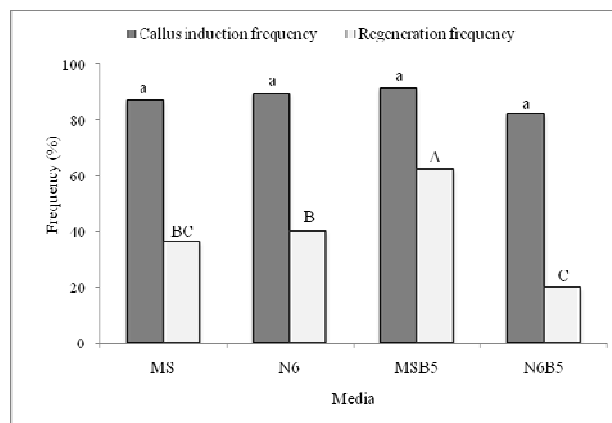 Callus induction frequency Regeneration frequency
100
80
60
40
20
0
Frequency (%)
a
BC
a
B
a
A
a
C
MS N6 MSB5 N6B5
Media